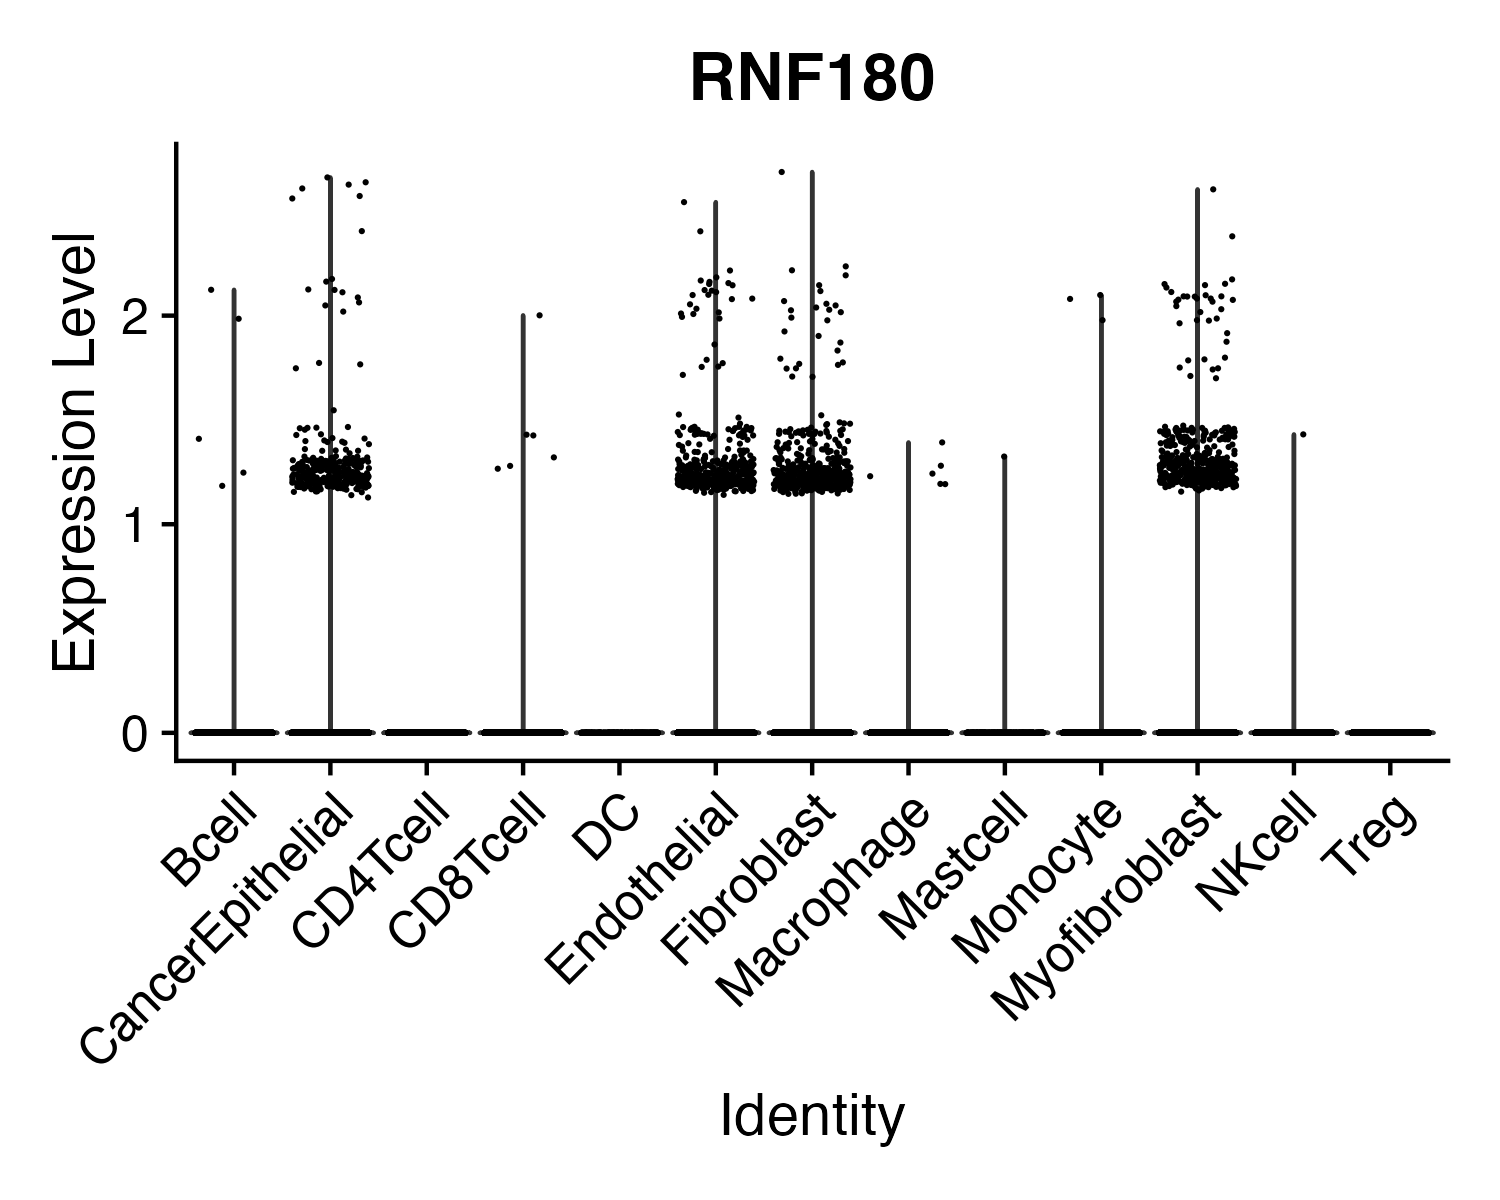 RNF180
Expression Level
2
1
0
Bcell
CancerEpithelial
CD4Tcell
CD8Tcell
DC
Endothelial
Fibroblast
Macrophage
Mastcell
Monocyte
Myofibroblast
NKcell
Treg
Identity